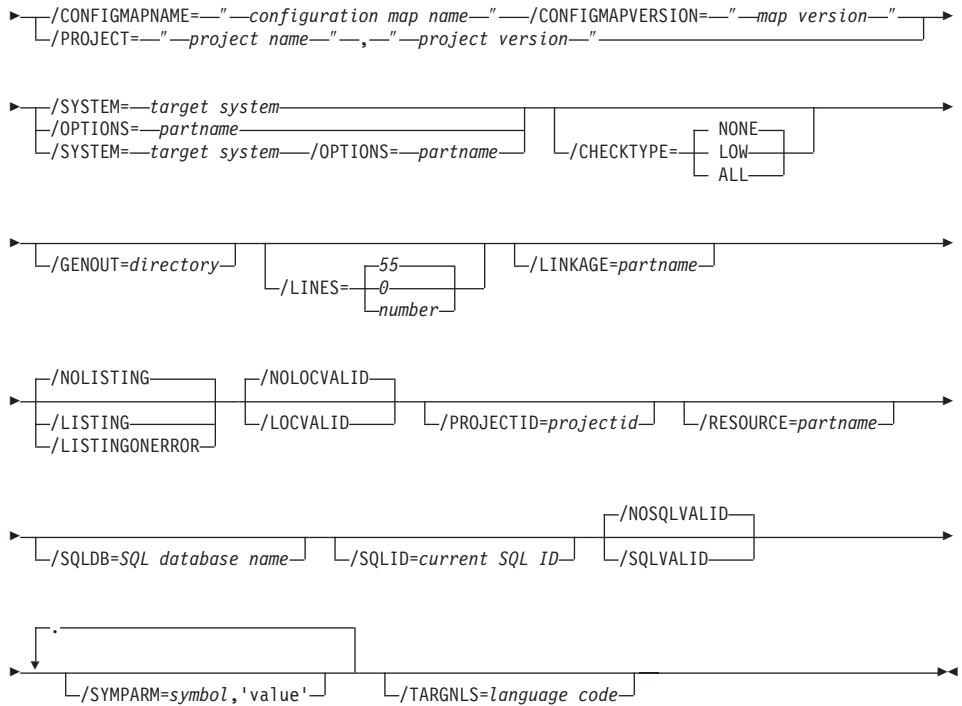 /CONFIGMAPNAME= " configuration map name " /CONFIGMAPVERSION= " map version "
/PROJECT= " project name " , " project version "
/SYSTEM= target system
/OPTIONS= partname
/SYSTEM= target system /OPTIONS= partname
/CHECKTYPE=
NONE
LOW
ALL
/GENOUT=directory
/LINES=
55
0
number
/LINKAGE=partname
/NOLISTING
/LISTING
/LISTINGONERROR
/NOLOCVALID
/LOCVALID
/PROJECTID=projectid
/RESOURCE=partname
/SQLDB=SQL database name
/SQLID=current SQL ID
/NOSQLVALID
/SQLVALID
.
/SYMPARM=symbol,'value'
/TARGNLS=language code